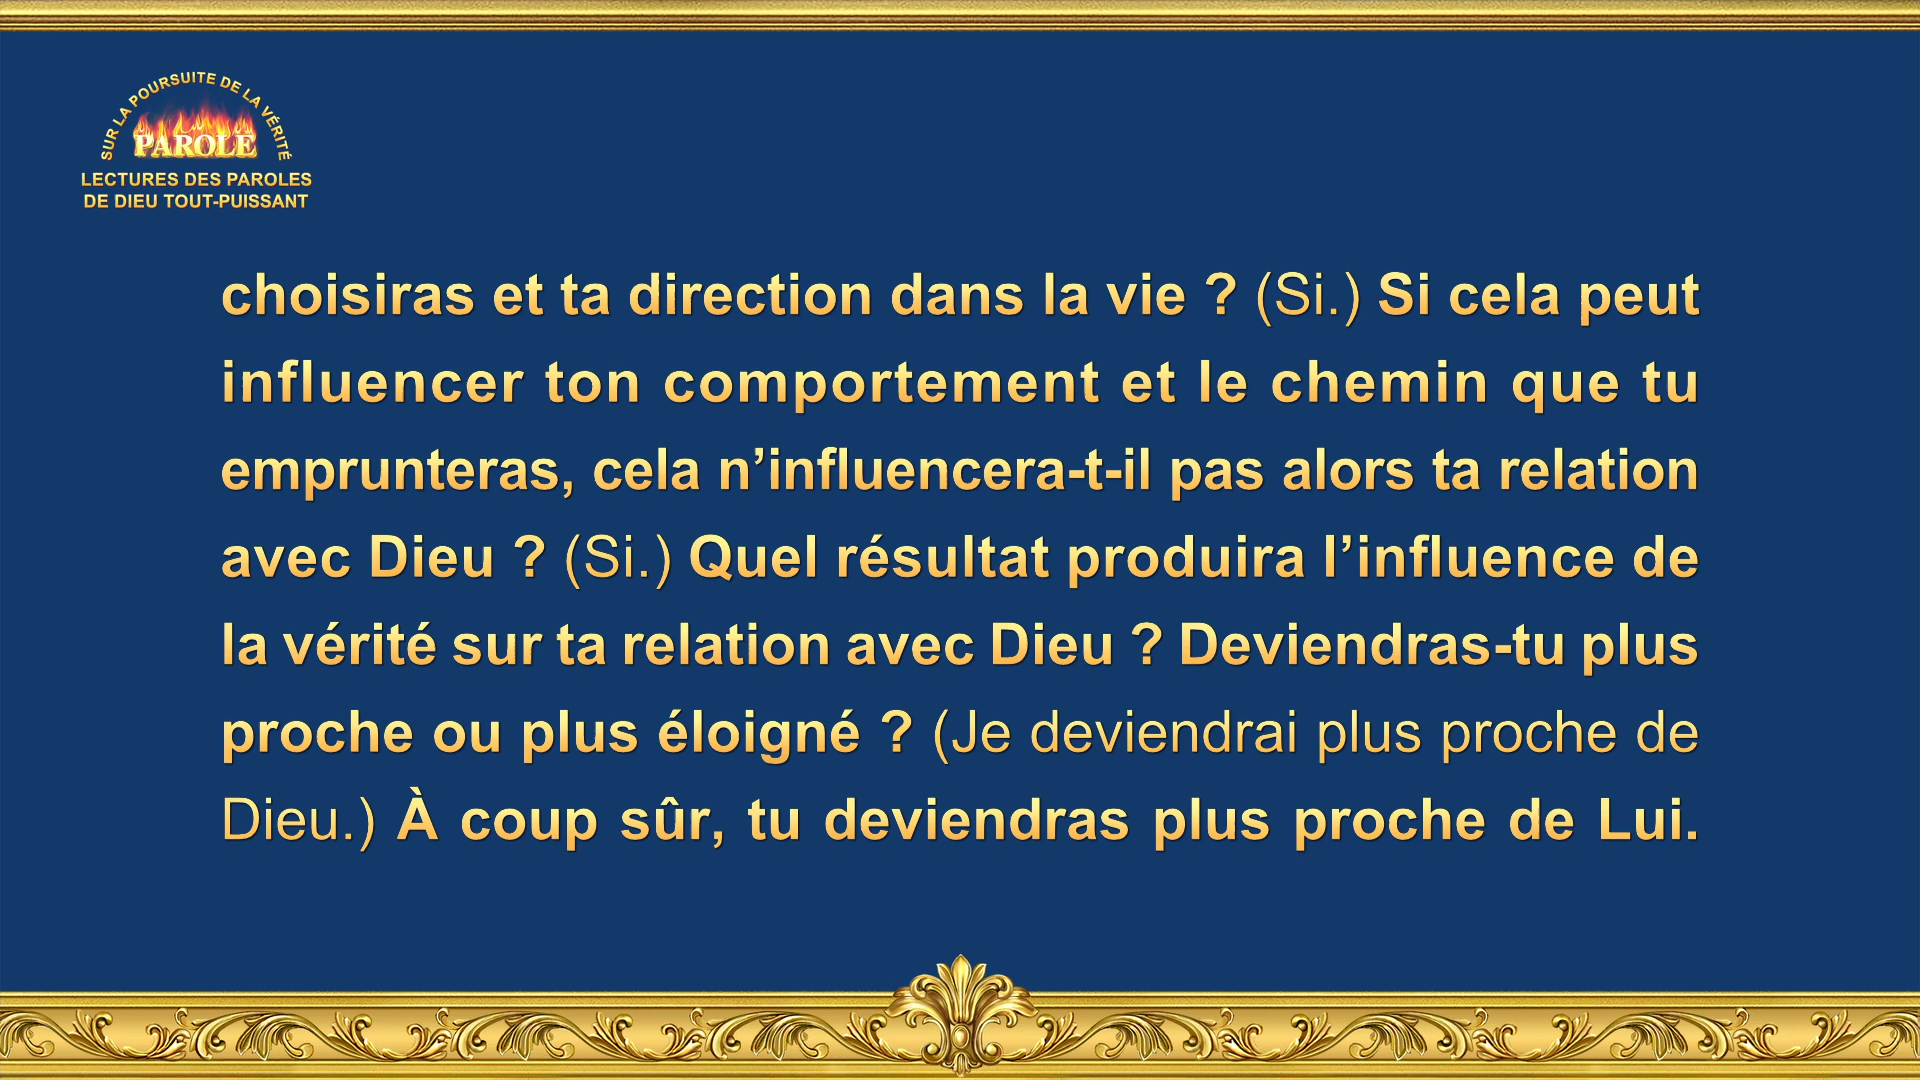 SUR LA POURSUITE DE LA VÉRITÉ
PAROLE
LECTURES DES PAROLES
DE DIEU TOUT-PUISSANT
choisiras et ta direction dans la vie ? (Si.) Si cela peut
influencer ton comportement et le chemin que tu
emprunteras, cela n’influencera-t-il pas alors ta relation
avec Dieu ? (Si.) Quel résultat produira l’influence de
la vérité sur ta relation avec Dieu ? Deviendras-tu plus
proche ou plus éloigné ? (Je deviendrai plus proche de
Dieu.) À coup sûr, tu deviendras plus proche de Lui.